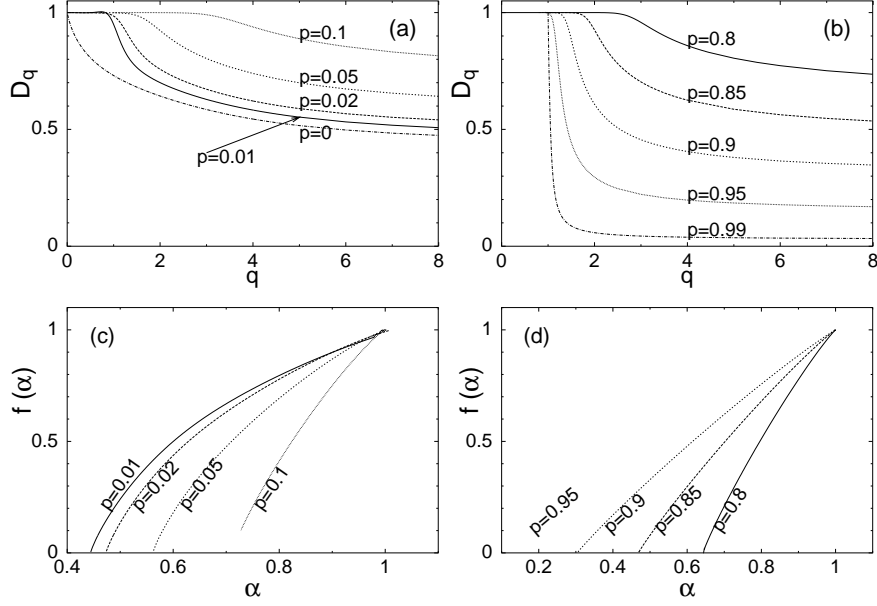 (a)
p=0.1
p=0.05
p=0.02
p=0
p=0.01
1
0.5
0
0 2 4 6 8
D_q
q
(b)
p=0.8
p=0.85
p=0.9
p=0.95
p=0.99
1
0.5
0
0 2 4 6 8
D_q
q
(c)
p=0.01
p=0.02
p=0.05
p=0.1
1
0.5
0
0.4 0.6 0.8 1
f (α)
α
(d)
p=0.95
p=0.9
p=0.85
p=0.8
1
0.5
0
0.2 0.4 0.6 0.8 1
f (α)
α